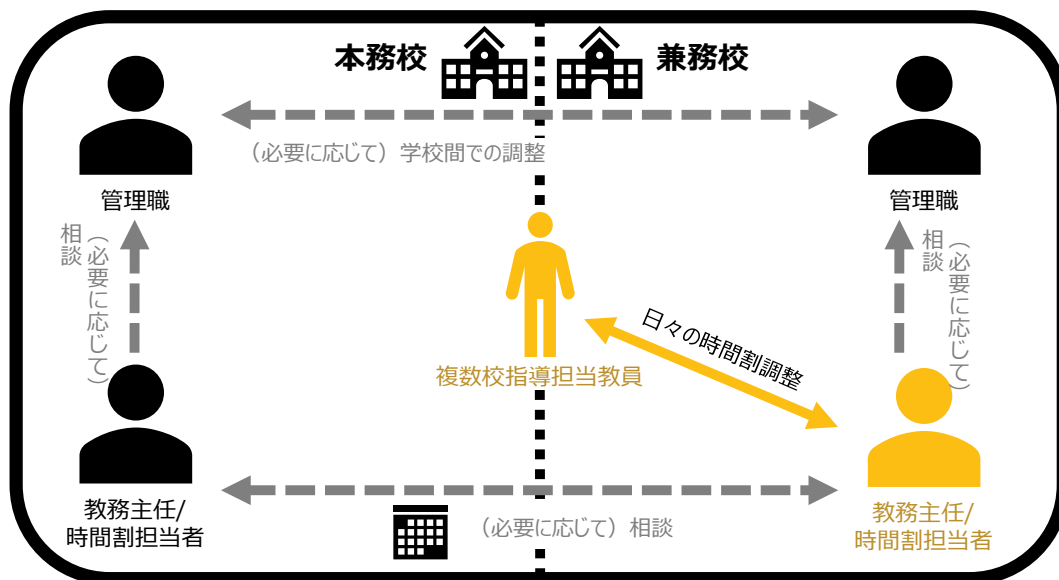 本務校
兼務校
（必要に応じて）学校間での調整
管理職
管理職
（必要に応じて）
相談
（必要に応じて）
相談
複数校指導担当教員
日々の時間割調整
教務主任/
時間割担当者
（必要に応じて）相談
教務主任/
時間割担当者